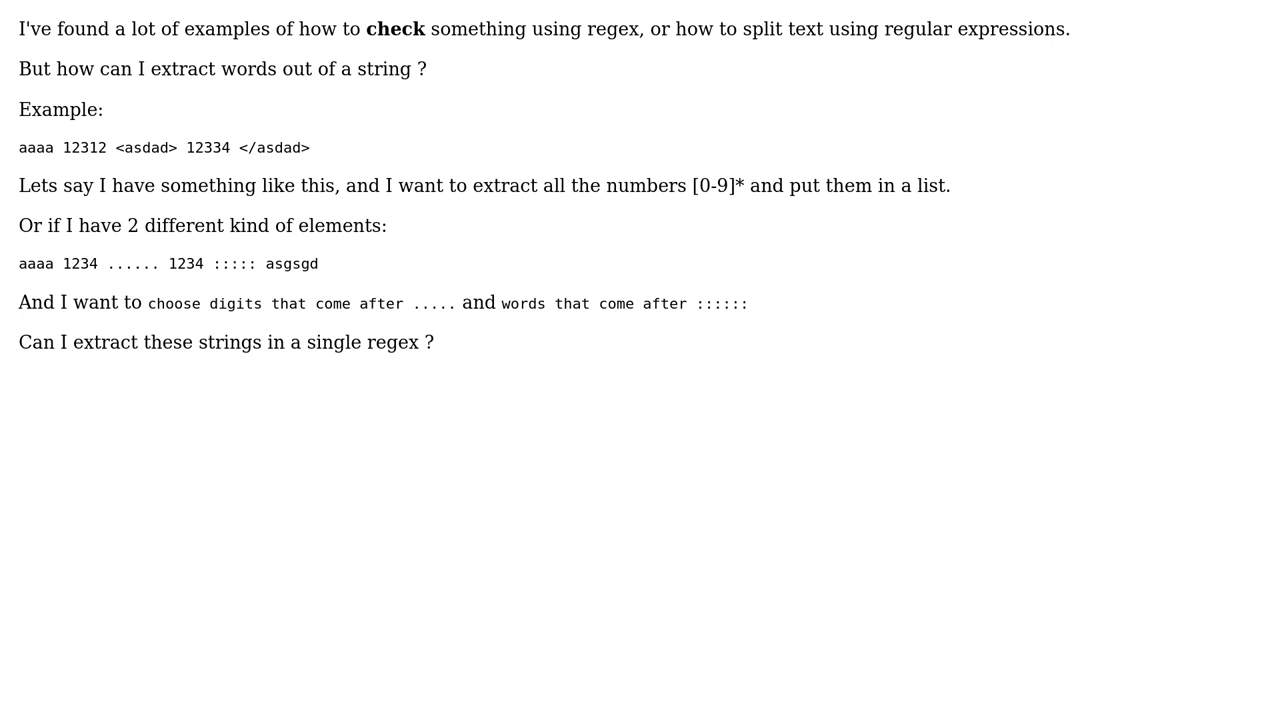 I've found a lot of examples of how to check something using regex, or how to split text using regular expressions.
But how can I extract words out of a string ?
Example:
aaaa 12312 <asdad> 12334 </asdad>
Lets say I have something like this, and I want to extract all the numbers [0-9]* and put them in a list.
Or if I have 2 different kind of elements:
aaaa 1234 ...... 1234 ::::: asgsgd
And I want to choose digits that come after ..... and words that come after ::::::
Can I extract these strings in a single regex ?